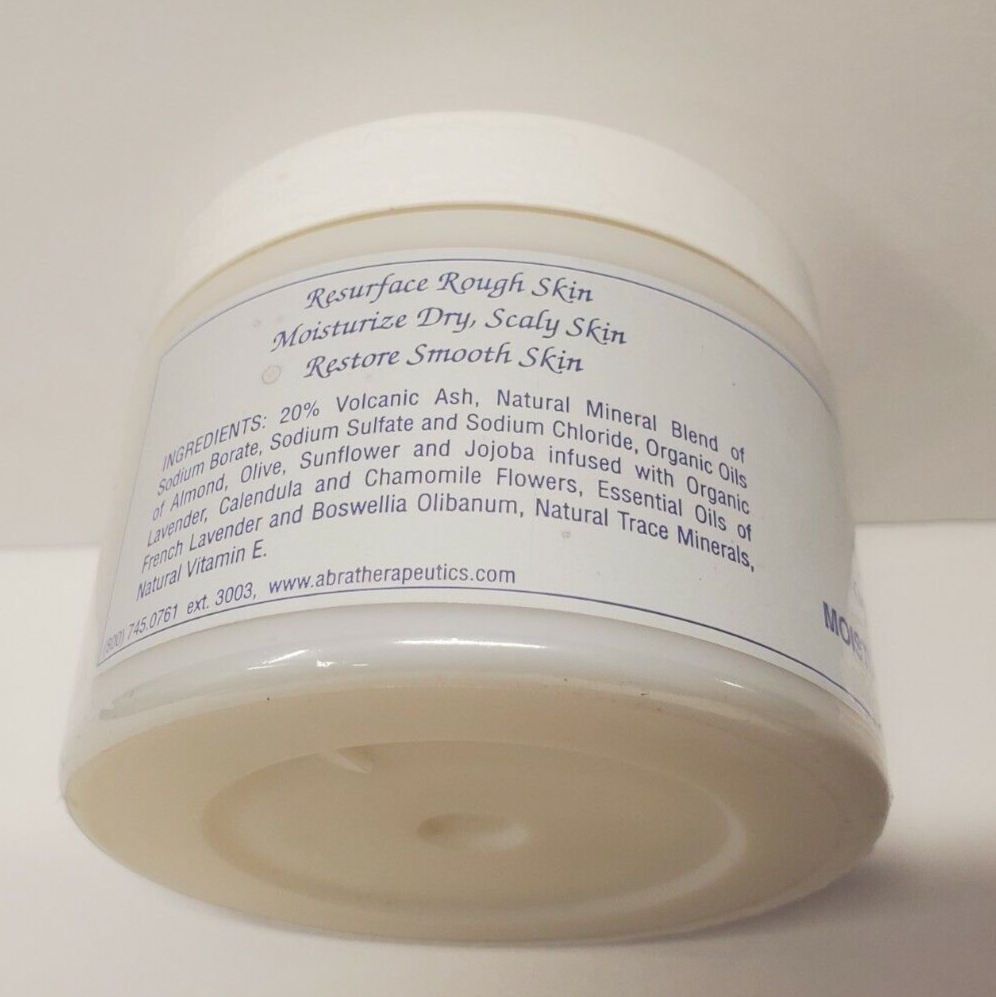 Resurface Rough Skin
Moisturize Dry, Scaly Skin
Restore Smooth Skin
INGREDIENTS: 20% Volcanic Ash, Natural Mineral Blend of
Sodium Borate, Sodium Sulfate and Sodium Chloride, Organic Oils
of Almond, Olive, Sunflower and Jojoba infused with Organic
Lavender, Calendula and Chamomile Flowers, Essential Oils of
French Lavender and Boswellia Olibanum, Natural Trace Minerals,
Natural Vitamin E.
(800) 745.0761 ext. 3003, www.abratherapeutics.com